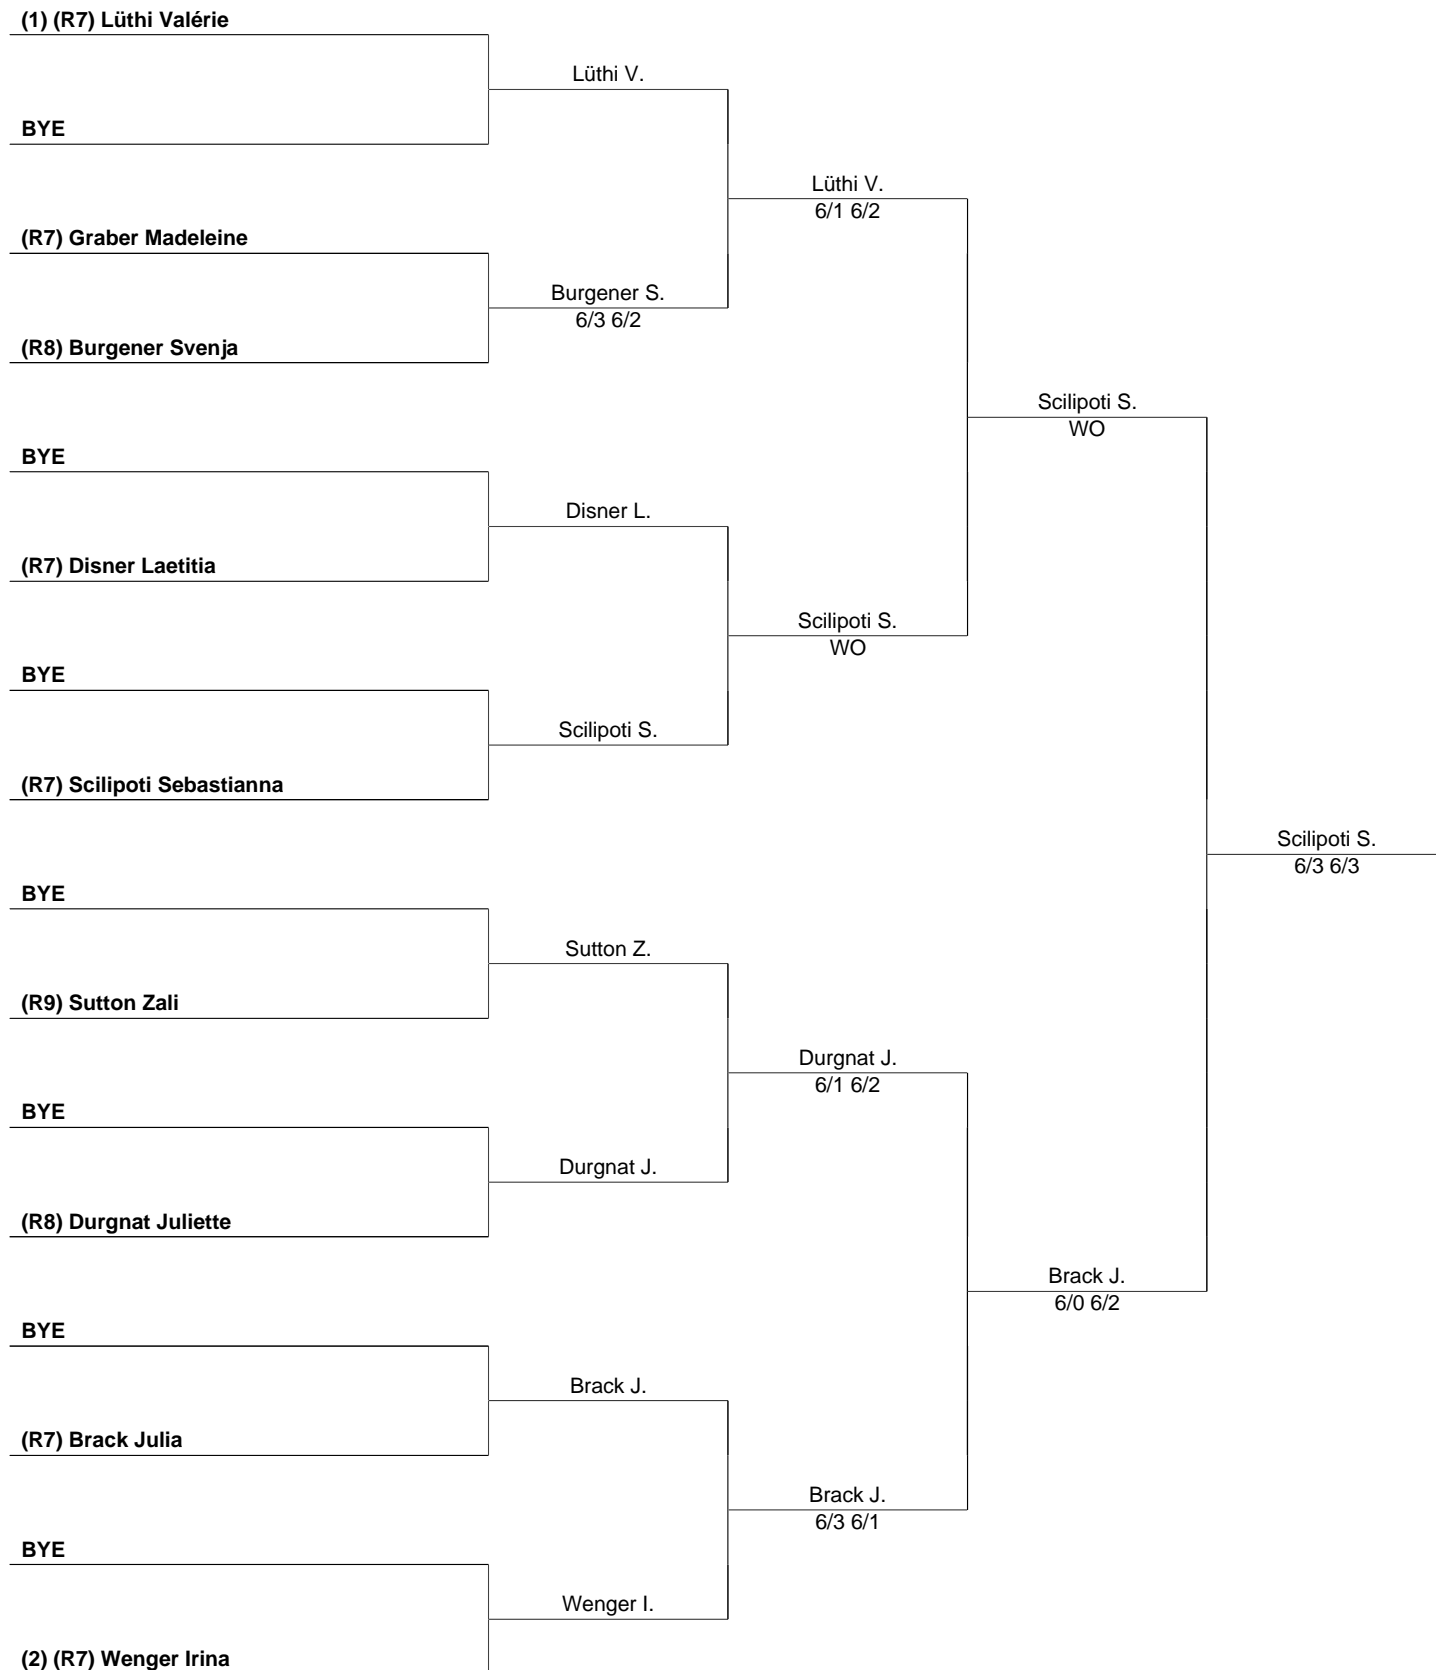 (1) (R7) Lüthi Valérie
Lüthi V.
BYE
Lüthi V.
6/1 6/2
(R7) Graber Madeleine
Burgener S.
6/3 6/2
(R8) Burgener Svenja
Scilipoti S.
WO
BYE
Disner L.
(R7) Disner Laetitia
Scilipoti S.
WO
BYE
Scilipoti S.
(R7) Scilipoti Sebastianna
Scilipoti S.
6/3 6/3
BYE
Sutton Z.
(R9) Sutton Zali
Durgnat J.
6/1 6/2
BYE
Durgnat J.
(R8) Durgnat Juliette
Brack J.
6/0 6/2
BYE
Brack J.
(R7) Brack Julia
Brack J.
6/3 6/1
BYE
Wenger I.
(2) (R7) Wenger Irina